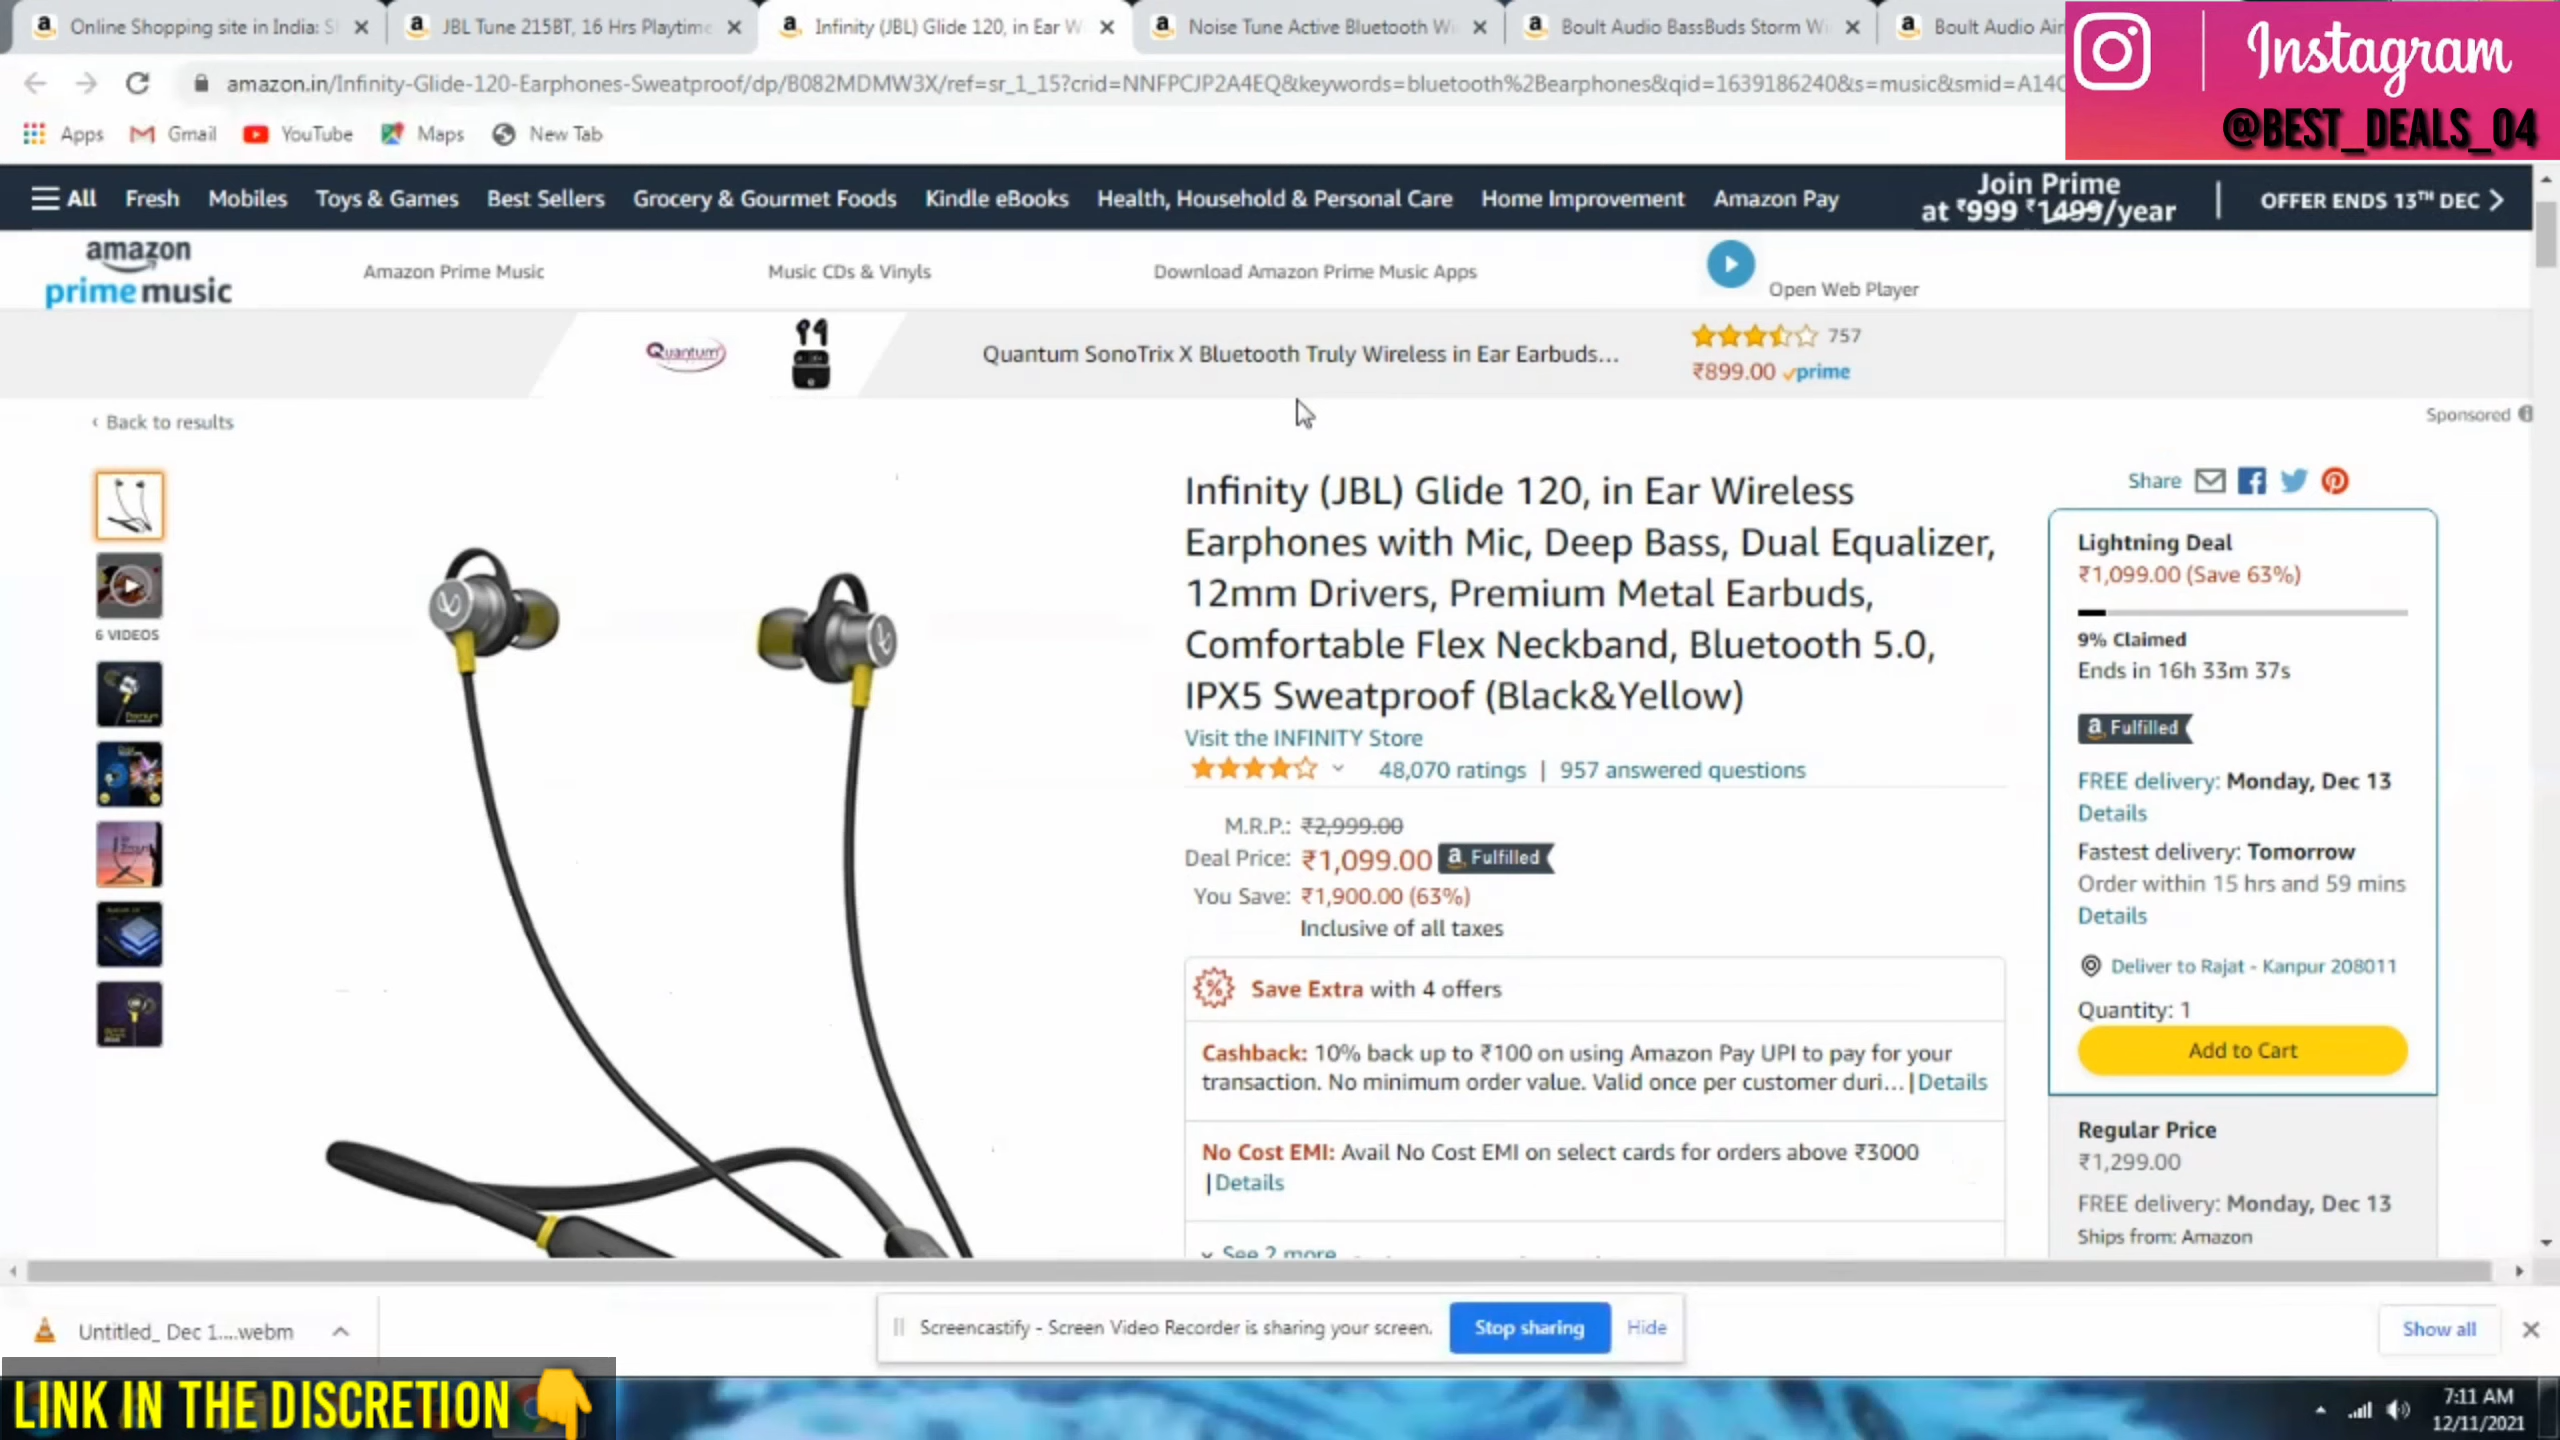 Online Shopping site in India: S
JBL Tune 215BT, 16 Hrs Playtime
Infinity (JBL) Glide 120, in Ear W
Noise Tune Active Bluetooth Wi
Boult Audio BassBuds Storm Wi
Boult Audio Air
Instagram
@BEST_DEALS_04
amazon.in/Infinity-Glide-120-Earphones-Sweatproof/dp/B082MDMW3X/ref=sr_1_15?crid=NNFPCJP2A4EQ&keywords=bluetooth%2Bearphones&qid=1639186240&s=music&smid=A14C
Apps
Gmail
YouTube
Maps
New Tab
All
Fresh
Mobiles
Toys & Games
Best Sellers
Grocery & Gourmet Foods
Kindle eBooks
Health, Household & Personal Care
Home Improvement
Amazon Pay
Join Prime
at ₹999 ₹1499/year
OFFER ENDS 13TH DEC
amazon
prime music
Amazon Prime Music
Music CDs & Vinyls
Download Amazon Prime Music Apps
Open Web Player
Quantum
Quantum SonoTrix X Bluetooth Truly Wireless in Ear Earbuds...
757
₹899.00 prime
Sponsored
‹ Back to results
6 VIDEOS
Infinity (JBL) Glide 120, in Ear Wireless
Earphones with Mic, Deep Bass, Dual Equalizer,
12mm Drivers, Premium Metal Earbuds,
Comfortable Flex Neckband, Bluetooth 5.0,
IPX5 Sweatproof (Black&Yellow)
Visit the INFINITY Store
48,070 ratings | 957 answered questions
M.R.P.: ₹2,999.00
Deal Price: ₹1,099.00 a Fulfilled
You Save: ₹1,900.00 (63%)
Inclusive of all taxes
Save Extra with 4 offers
Cashback: 10% back up to ₹100 on using Amazon Pay UPI to pay for your
transaction. No minimum order value. Valid once per customer duri... |Details
No Cost EMI: Avail No Cost EMI on select cards for orders above ₹3000
|Details
See 2 more
Share
Lightning Deal
₹1,099.00 (Save 63%)
9% Claimed
Ends in 16h 33m 37s
a Fulfilled
FREE delivery: Monday, Dec 13
Details
Fastest delivery: Tomorrow
Order within 15 hrs and 59 mins
Details
Deliver to Rajat - Kanpur 208011
Quantity: 1
Add to Cart
Regular Price
₹1,299.00
FREE delivery: Monday, Dec 13
Ships from: Amazon
Untitled_ Dec 1....webm
Screencastify - Screen Video Recorder is sharing your screen.
Stop sharing
Hide
Show all
LINK IN THE DISCRETION
7:11 AM
12/11/2021